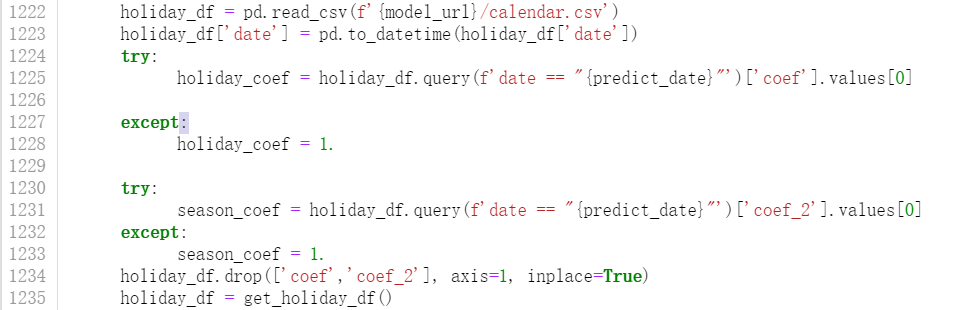 1222 holiday_df = pd.read_csv(f'{model_url}/calendar.csv')
1223 holiday_df['date'] = pd.to_datetime(holiday_df['date'])
1224 try:
1225 holiday_coef = holiday_df.query(f'date == "{predict_date}"')['coef'].values[0]
1226
1227 except:
1228 holiday_coef = 1.
1229
1230 try:
1231 season_coef = holiday_df.query(f'date == "{predict_date}"')['coef_2'].values[0]
1232 except:
1233 season_coef = 1.
1234 holiday_df.drop(['coef','coef_2'], axis=1, inplace=True)
1235 holiday_df = get_holiday_df()